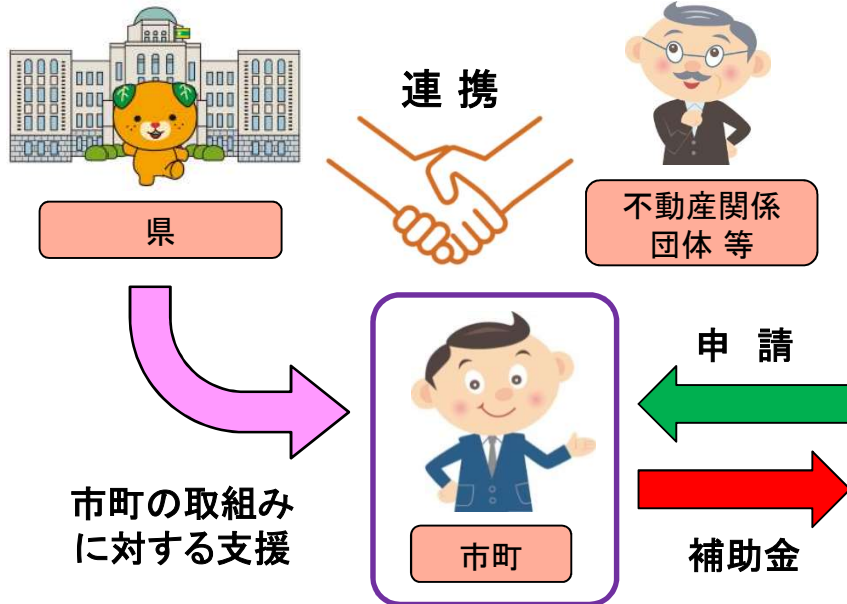 連 携
県
不動産関係
団体 等
申 請
市町の取組み
に対する支援
市町
補助金